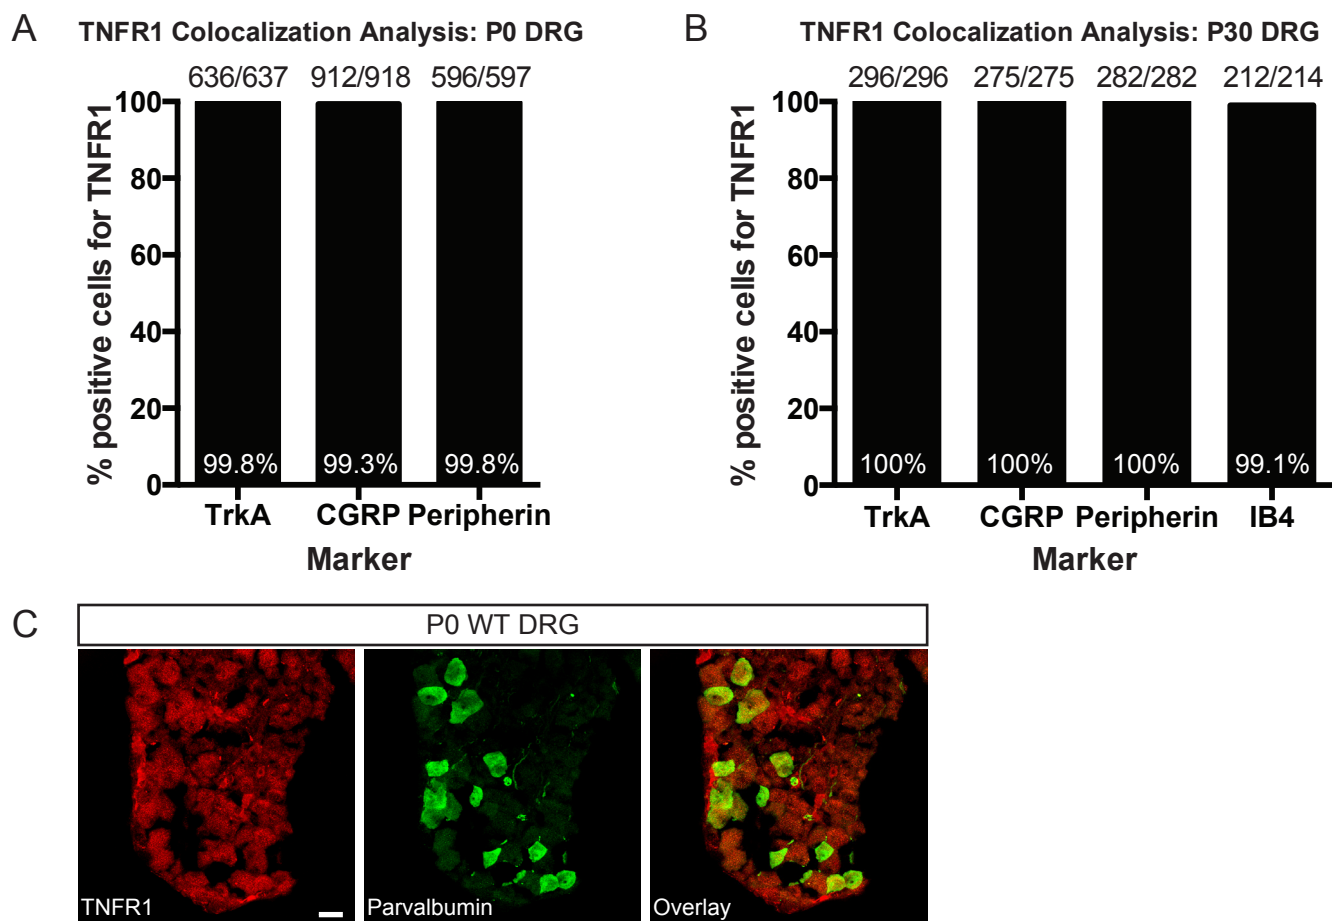 A
TNFR1 Colocalization Analysis: P0 DRG
636/637 912/918 596/597
% positive cells for TNFR1
100
80
60
40
20
0
99.8% 99.3% 99.8%
TrkA CGRP Peripherin
Marker
B
TNFR1 Colocalization Analysis: P30 DRG
296/296 275/275 282/282 212/214
% positive cells for TNFR1
100
80
60
40
20
0
100% 100% 100% 99.1%
TrkA CGRP Peripherin IB4
Marker
C
P0 WT DRG
TNFR1 Parvalbumin Overlay